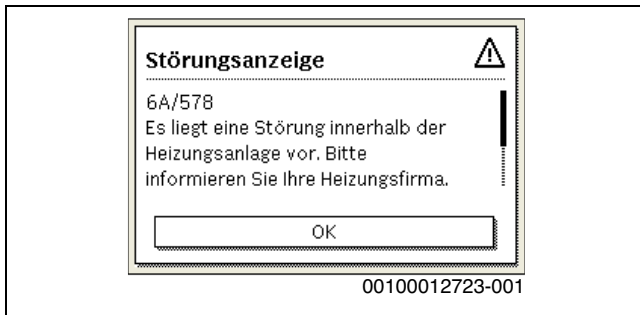 Störungsanzeige
6A/578
Es liegt eine Störung innerhalb der
Heizungsanlage vor. Bitte
informieren Sie Ihre Heizungsfirma.
OK
00100012723-001